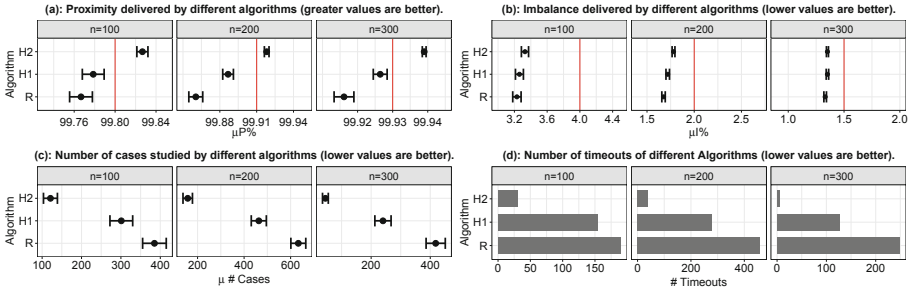 (a): Proximity delivered by different algorithms (greater values are better).
n=100 n=200 n=300
Algorithm
H2
H1
R
99.76 99.80 99.84 99.88 99.91 99.94 99.92 99.93 99.94
μP%
(b): Imbalance delivered by different algorithms (lower values are better).
n=100 n=200 n=300
Algorithm
H2
H1
R
3.2 3.6 4.0 4.4 1.5 2.0 2.5 1.0 1.5 2.0
μI%
(c): Number of cases studied by different algorithms (lower values are better).
n=100 n=200 n=300
Algorithm
H2
H1
R
100 200 300 400 200 400 600 200 400
μ # Cases
(d): Number of timeouts of different Algorithms (lower values are better).
n=100 n=200 n=300
Algorithm
H2
H1
R
0 50 100 150 0 200 400 0 100 200
# Timeouts